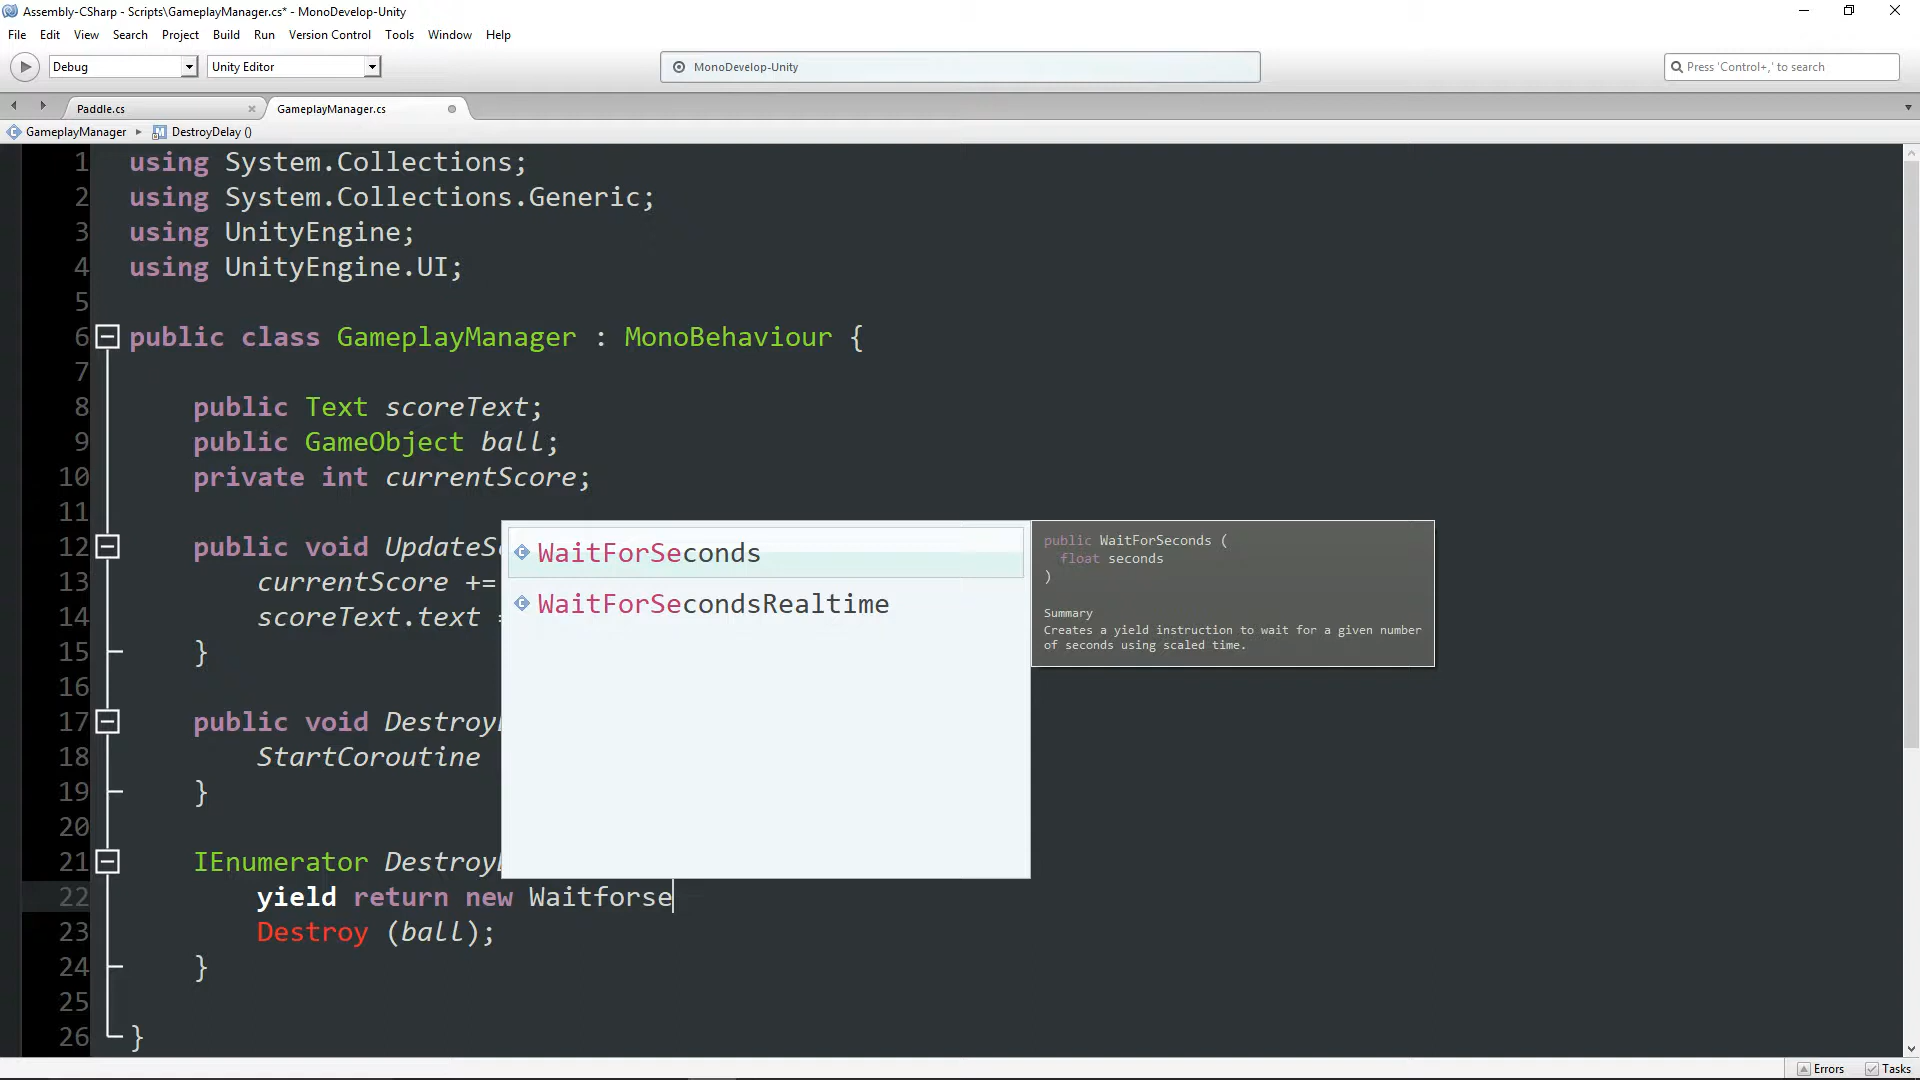 Assembly-CSharp - Scripts\GameplayManager.cs* - MonoDevelop-Unity
File Edit View Search Project Build Run Version Control Tools Window Help
Debug Unity Editor MonoDevelop-Unity Press 'Control+,' to search
Paddle.cs GameplayManager.cs
GameplayManager DestroyDelay ()
1 using System.Collections;
2 using System.Collections.Generic;
3 using UnityEngine;
4 using UnityEngine.UI;
5
6 public class GameplayManager : MonoBehaviour {
7
8 public Text scoreText;
9 public GameObject ball;
10 private int currentScore;
11
12 public void UpdateS
13 currentScore +=
14 scoreText.text =
15 }
16
17 public void Destroy
18 StartCoroutine
19 }
20
21 IEnumerator Destroy
22 yield return new Waitforse
23 Destroy (ball);
24 }
25
26 }
WaitForSeconds
WaitForSecondsRealtime
public WaitForSeconds (
float seconds
)
Summary
Creates a yield instruction to wait for a given number
of seconds using scaled time.
Errors Tasks